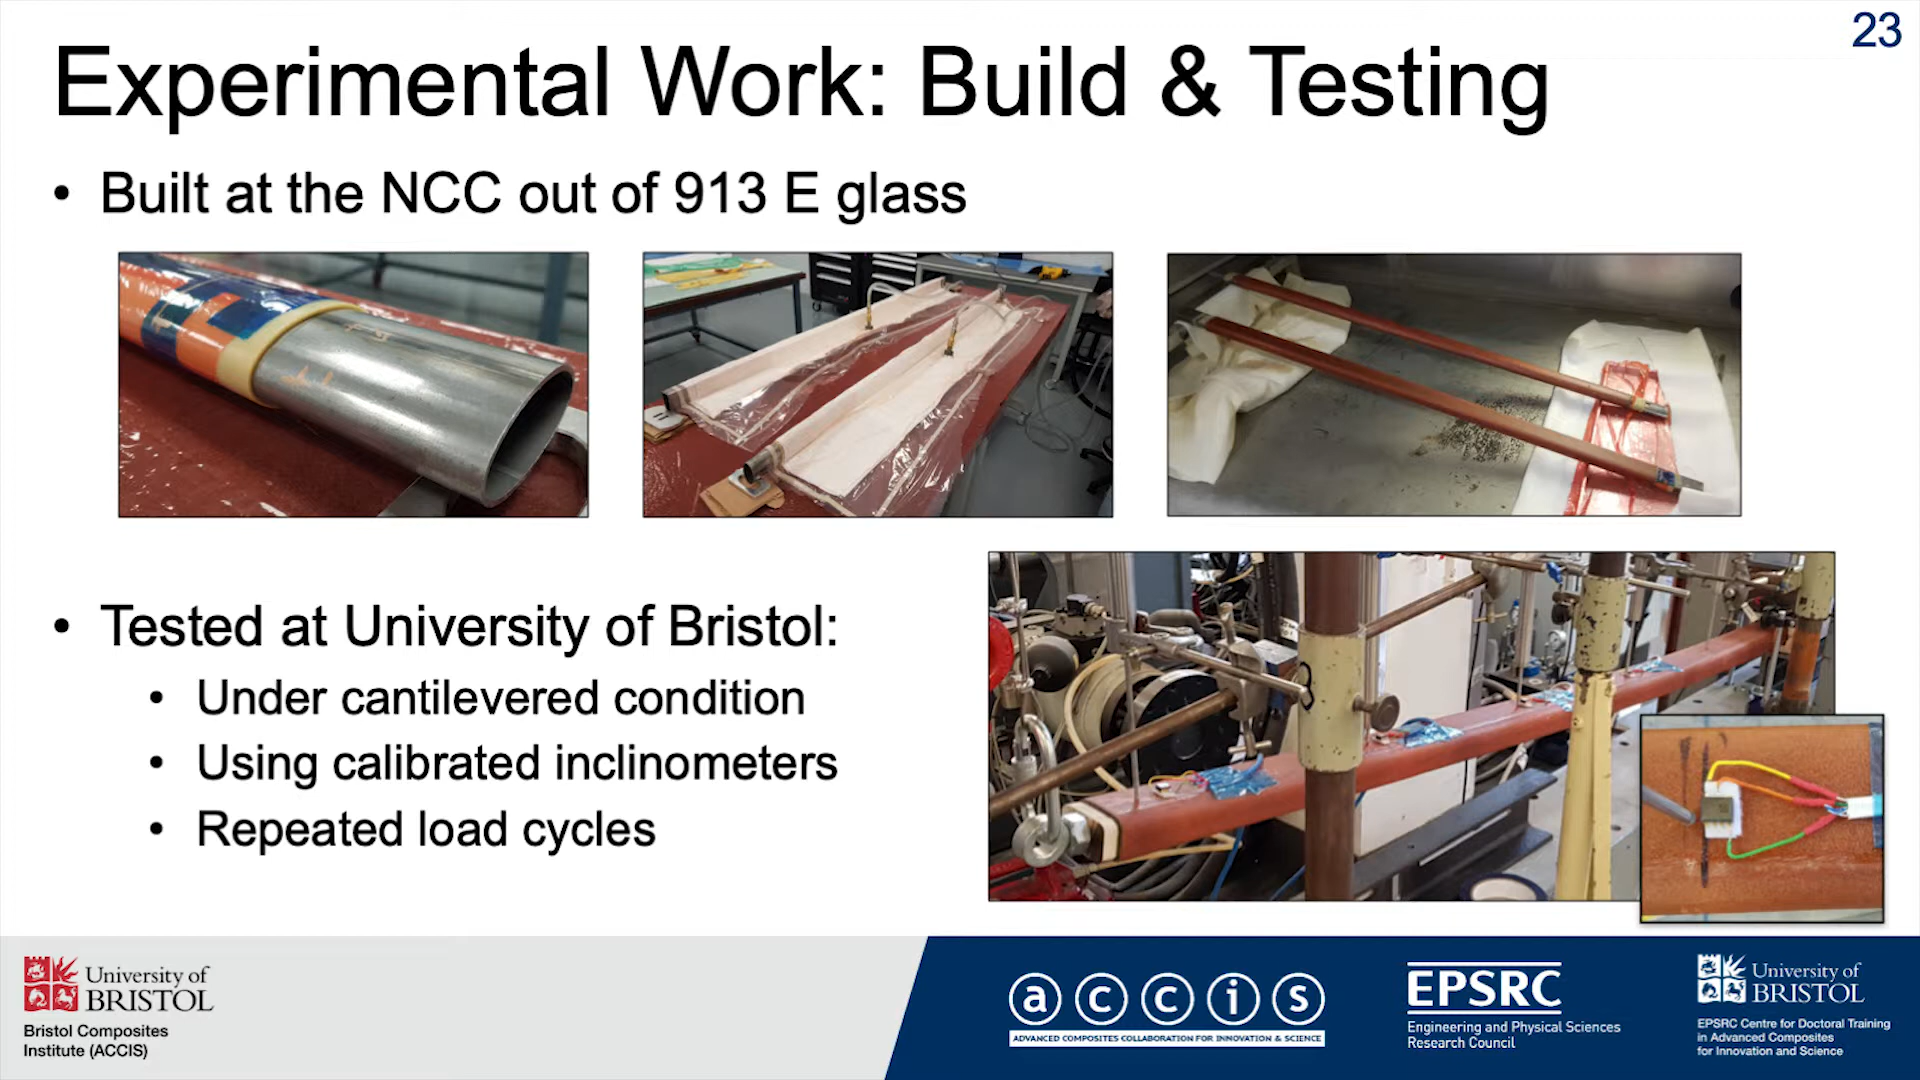 23
Experimental Work: Build & Testing
• Built at the NCC out of 913 E glass
• Tested at University of Bristol:
• Under cantilevered condition
• Using calibrated inclinometers
• Repeated load cycles
University of
BRISTOL
Bristol Composites
Institute (ACCIS)
accis
ADVANCED COMPOSITES COLLABORATION FOR INNOVATION & SCIENCE
EPSRC
Engineering and Physical Sciences
Research Council
University of
BRISTOL
EPSRC Centre for Doctoral Training
in Advanced Composites
for Innovation and Science